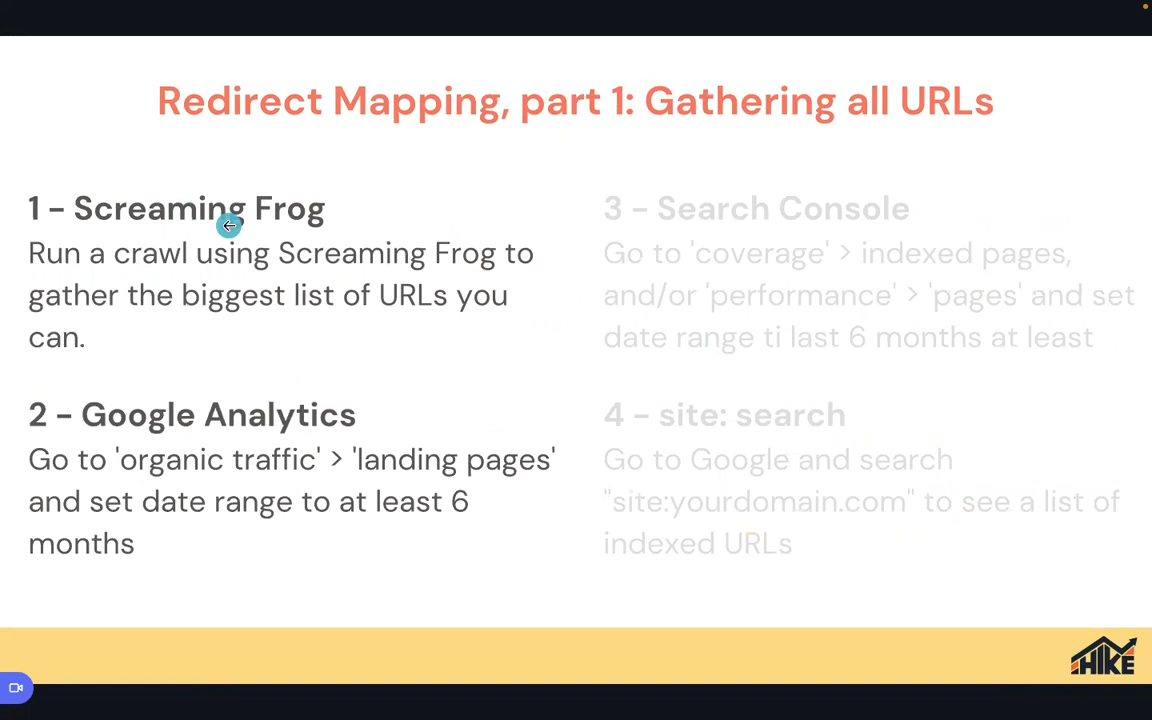 Redirect Mapping, part 1: Gathering all URLs
1 - Screaming Frog
Run a crawl using Screaming Frog to
gather the biggest list of URLs you
can.
2 - Google Analytics
Go to 'organic traffic' > 'landing pages'
and set date range to at least 6
months
3 - Search Console
Go to 'coverage' > indexed pages,
and/or 'performance' > 'pages' and set
date range ti last 6 months at least
4 - site: search
Go to Google and search
"site:yourdomain.com" to see a list of
indexed URLs
HIKE